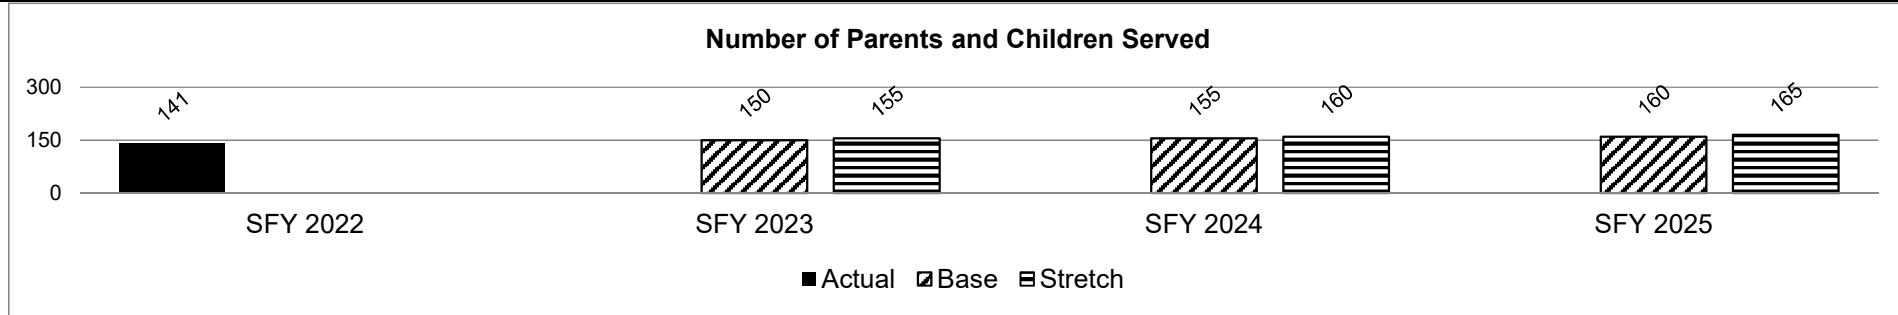 Number of Parents and Children Served
300
150
0
141
150
155
155
160
160
165
SFY 2022
SFY 2023
SFY 2024
SFY 2025
Actual Base Stretch